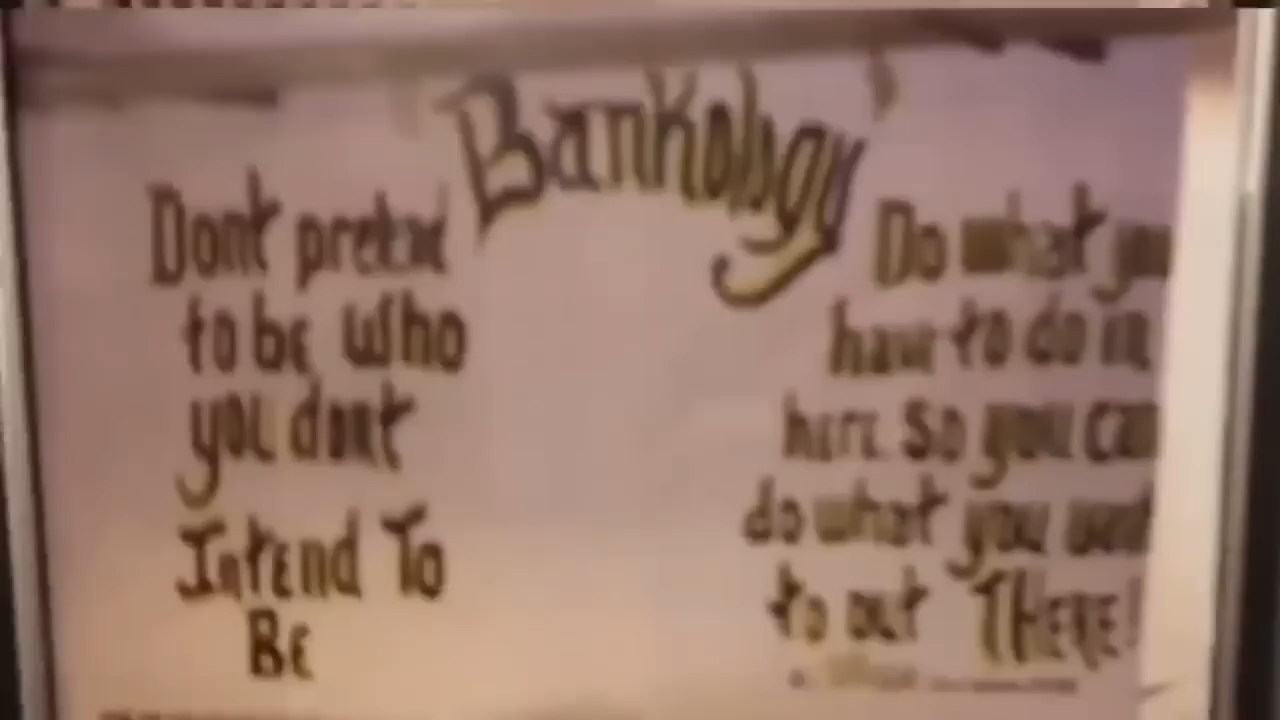 Bankology
Dont pretend
to be who
you dont
Intend To
BE
Do what you
have to do in
here so you can
do what you want
to out THERE!